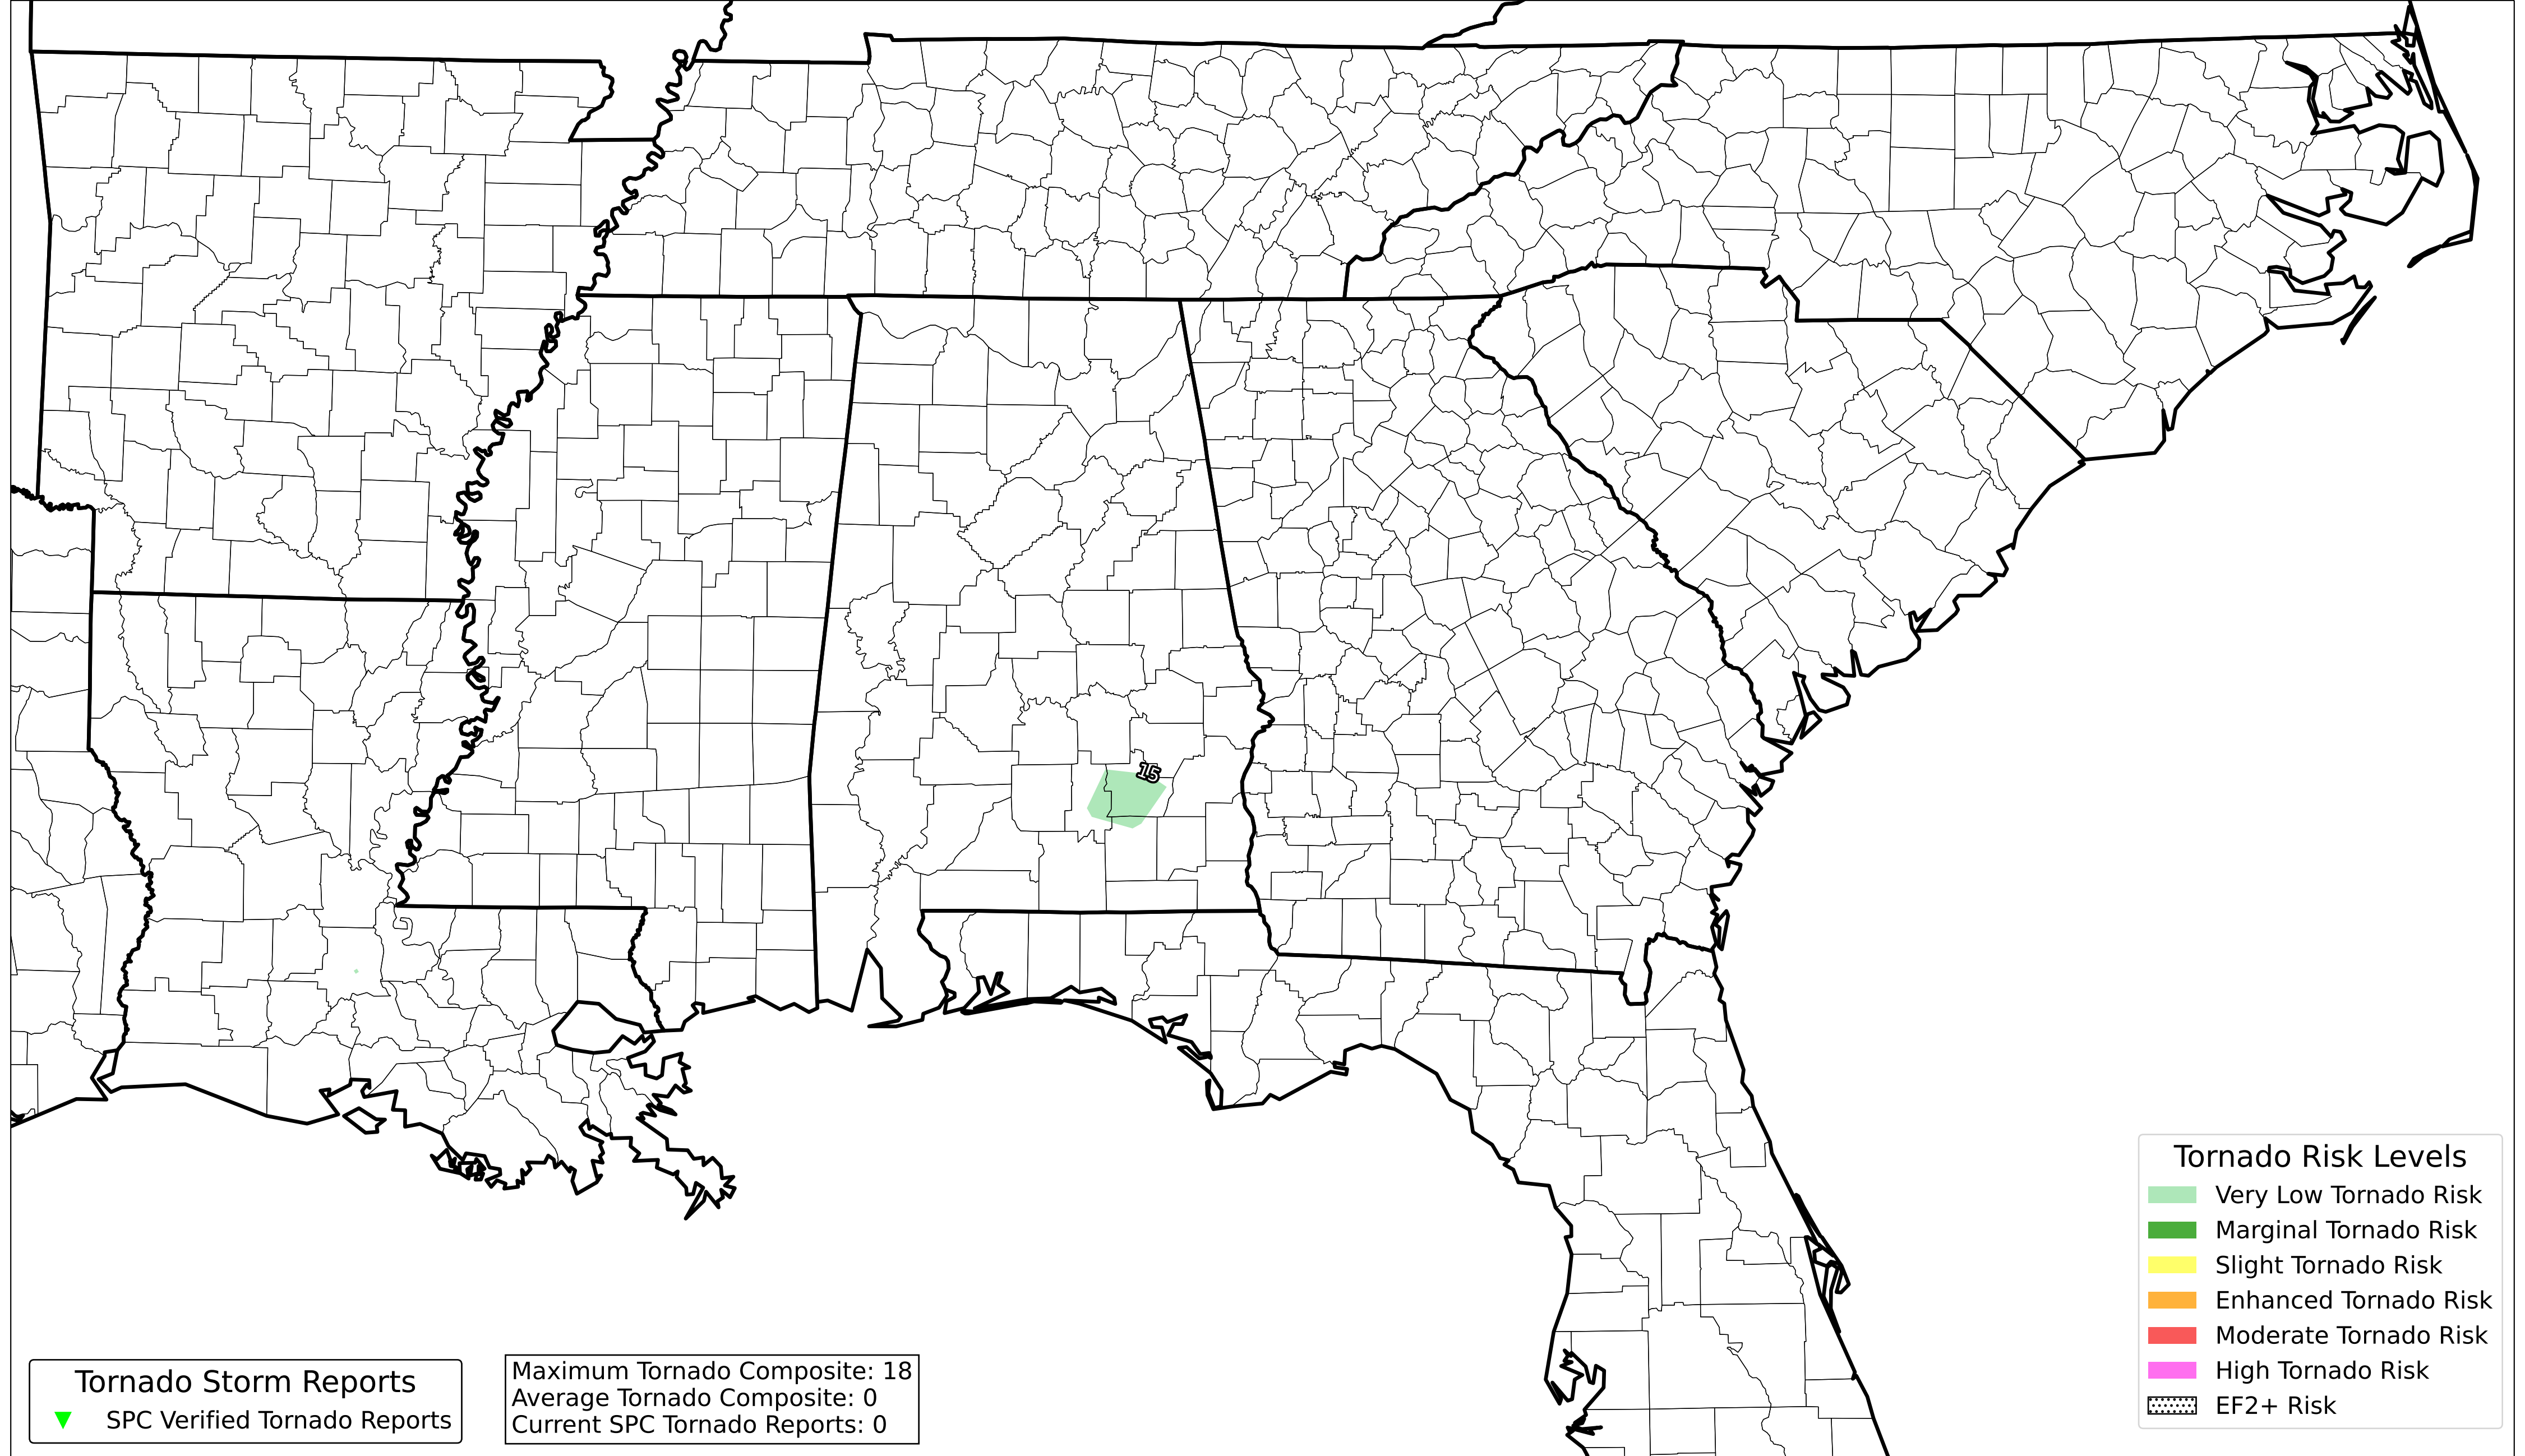 15
Tornado Storm Reports
SPC Verified Tornado Reports
Maximum Tornado Composite: 18
Average Tornado Composite: 0
Current SPC Tornado Reports: 0
Tornado Risk Levels
Very Low Tornado Risk
Marginal Tornado Risk
Slight Tornado Risk
Enhanced Tornado Risk
Moderate Tornado Risk
High Tornado Risk
EF2+ Risk